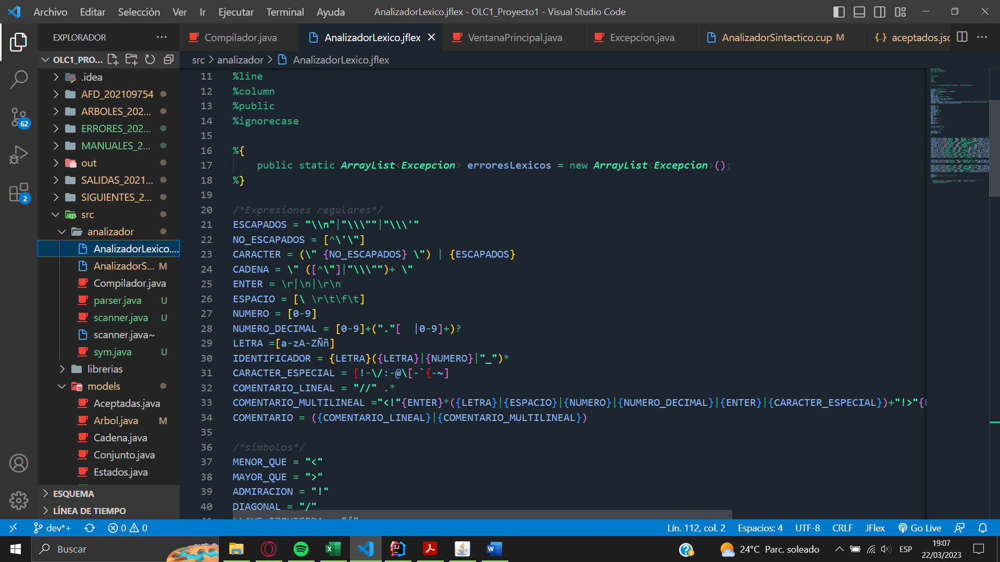 Archivo Editar Selección Ver Ir Ejecutar Terminal Ayuda
AnalizadorLexico.jflex - OLC1_Proyecto1 - Visual Studio Code
EXPLORADOR
Compilador.java
AnalizadorLexico.jflex
VentanaPrincipal.java
Excepcion.java
AnalizadorSintactico.cup M
aceptados.jsc
OLC1_PRO...
src > analizador > AnalizadorLexico.jflex
.idea
AFD_202109754
ARBOLES_202...
ERRORES_202...
MANUALES_2...
out
SALIDAS_2021...
SIGUIENTES_2...
src
analizador
AnalizadorLexico....
AnalizadorS... M
Compilador.java
parser.java U
scanner.java U
scanner.java~
sym.java U
librerias
models
Aceptadas.java
Arbol.java M
Cadena.java
Conjunto.java
Estados.java
ESQUEMA
LÍNEA DE TIEMPO
62
2
11 %line
12 %column
13 %public
14 %ignorecase
15
16 %{
17 public static ArrayList<Excepcion> erroresLexicos = new ArrayList<Excepcion>();
18 %}
19
20 /*Expresiones regulares*/
21 ESCAPADOS = "\\n"|"\\\""|"\\\'"
22 NO_ESCAPADOS = [^\'\"]
23 CARACTER = (\" {NO_ESCAPADOS} \") | {ESCAPADOS}
24 CADENA = \" ([^\"]|"\\\"")+ \"
25 ENTER = \r|\n|\r\n
26 ESPACIO = [\ \r\t\f\t]
27 NUMERO = [0-9]
28 NUMERO_DECIMAL = [0-9]+("."[  |0-9]+)?
29 LETRA =[a-zA-ZÑñ]
30 IDENTIFICADOR = {LETRA}({LETRA}|{NUMERO}|"_")*
31 CARACTER_ESPECIAL = [!-\/:-@\[-`{-~]
32 COMENTARIO_LINEAL = "//" .*
33 COMENTARIO_MULTILINEAL ="<!"{ENTER}*({LETRA}|{ESPACIO}|{NUMERO}|{NUMERO_DECIMAL}|{ENTER}|{CARACTER_ESPECIAL})+"!>"{
34 COMENTARIO = ({COMENTARIO_LINEAL}|{COMENTARIO_MULTILINEAL})
35
36 /*simbolos*/
37 MENOR_QUE = "<"
38 MAYOR_QUE = ">"
39 ADMIRACION = "!"
40 DIAGONAL = "/"
dev*+ 0 0
Lín. 112, col. 2 Espacios: 4 UTF-8 CRLF JFlex Go Live
Buscar
24°C Parc. soleado
ESP
19:07
22/03/2023